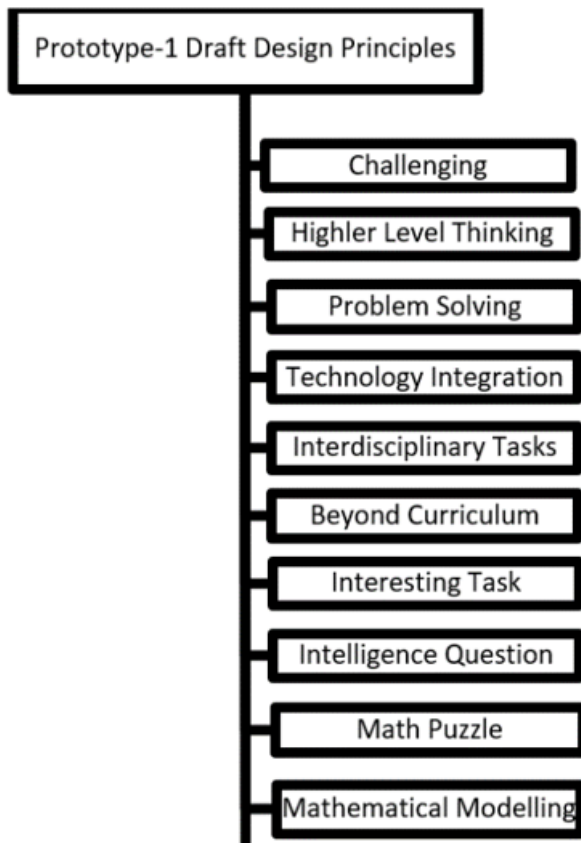 Prototype-1 Draft Design Principles
Challenging
Highler Level Thinking
Problem Solving
Technology Integration
Interdisciplinary Tasks
Beyond Curriculum
Interesting Task
Intelligence Question
Math Puzzle
Mathematical Modelling